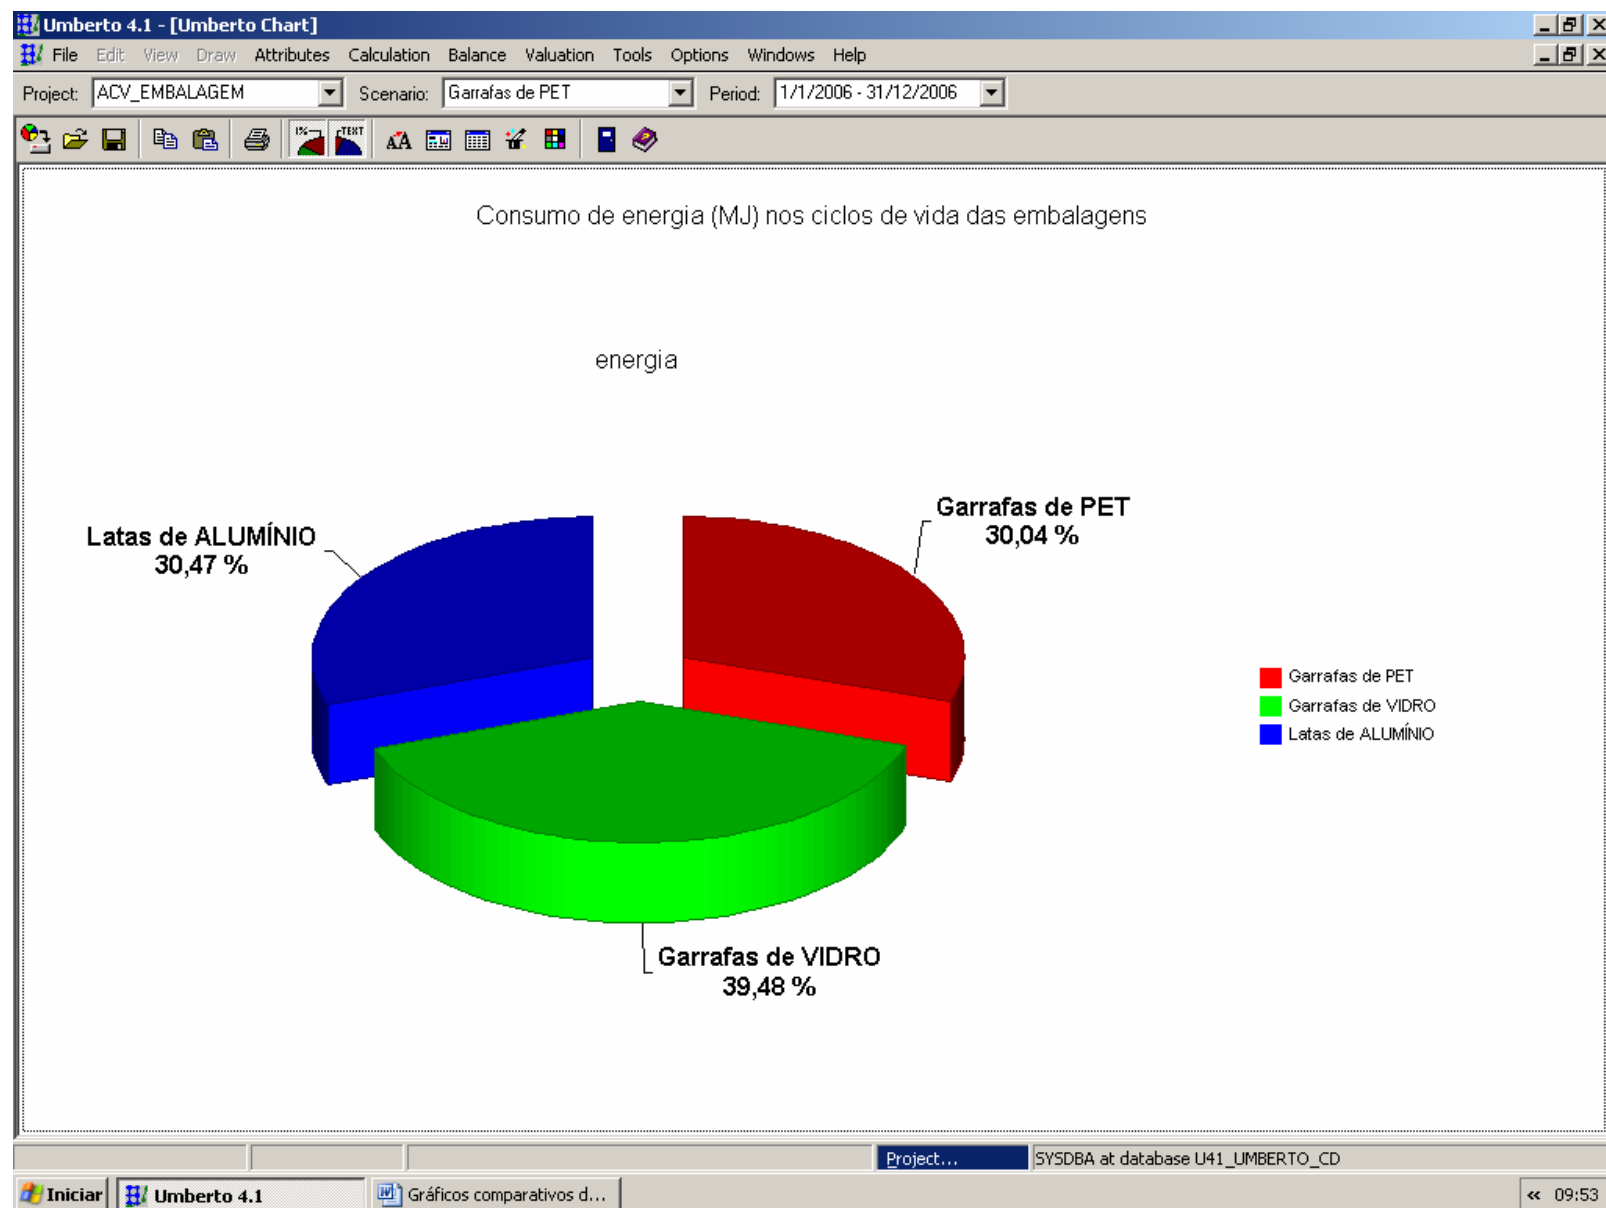 Umberto 4.1 - [Umberto Chart]
File Edit View Draw Attributes Calculation Balance Valuation Tools Options Windows Help
Project: ACV_EMBALAGEM Scenario: Garrafas de PET Period: 1/1/2006 - 31/12/2006
1% TEXT AA
Consumo de energia (MJ) nos ciclos de vida das embalagens
energia
Garrafas de PET
30,04 %
Latas de ALUMÍNIO
30,47 %
Garrafas de PET
Garrafas de VIDRO
Latas de ALUMÍNIO
Garrafas de VIDRO
39,48 %
Project... SYSDBA at database U41_UMBERTO_CD
Iniciar Umberto 4.1 Gráficos comparativos d... « 09:53